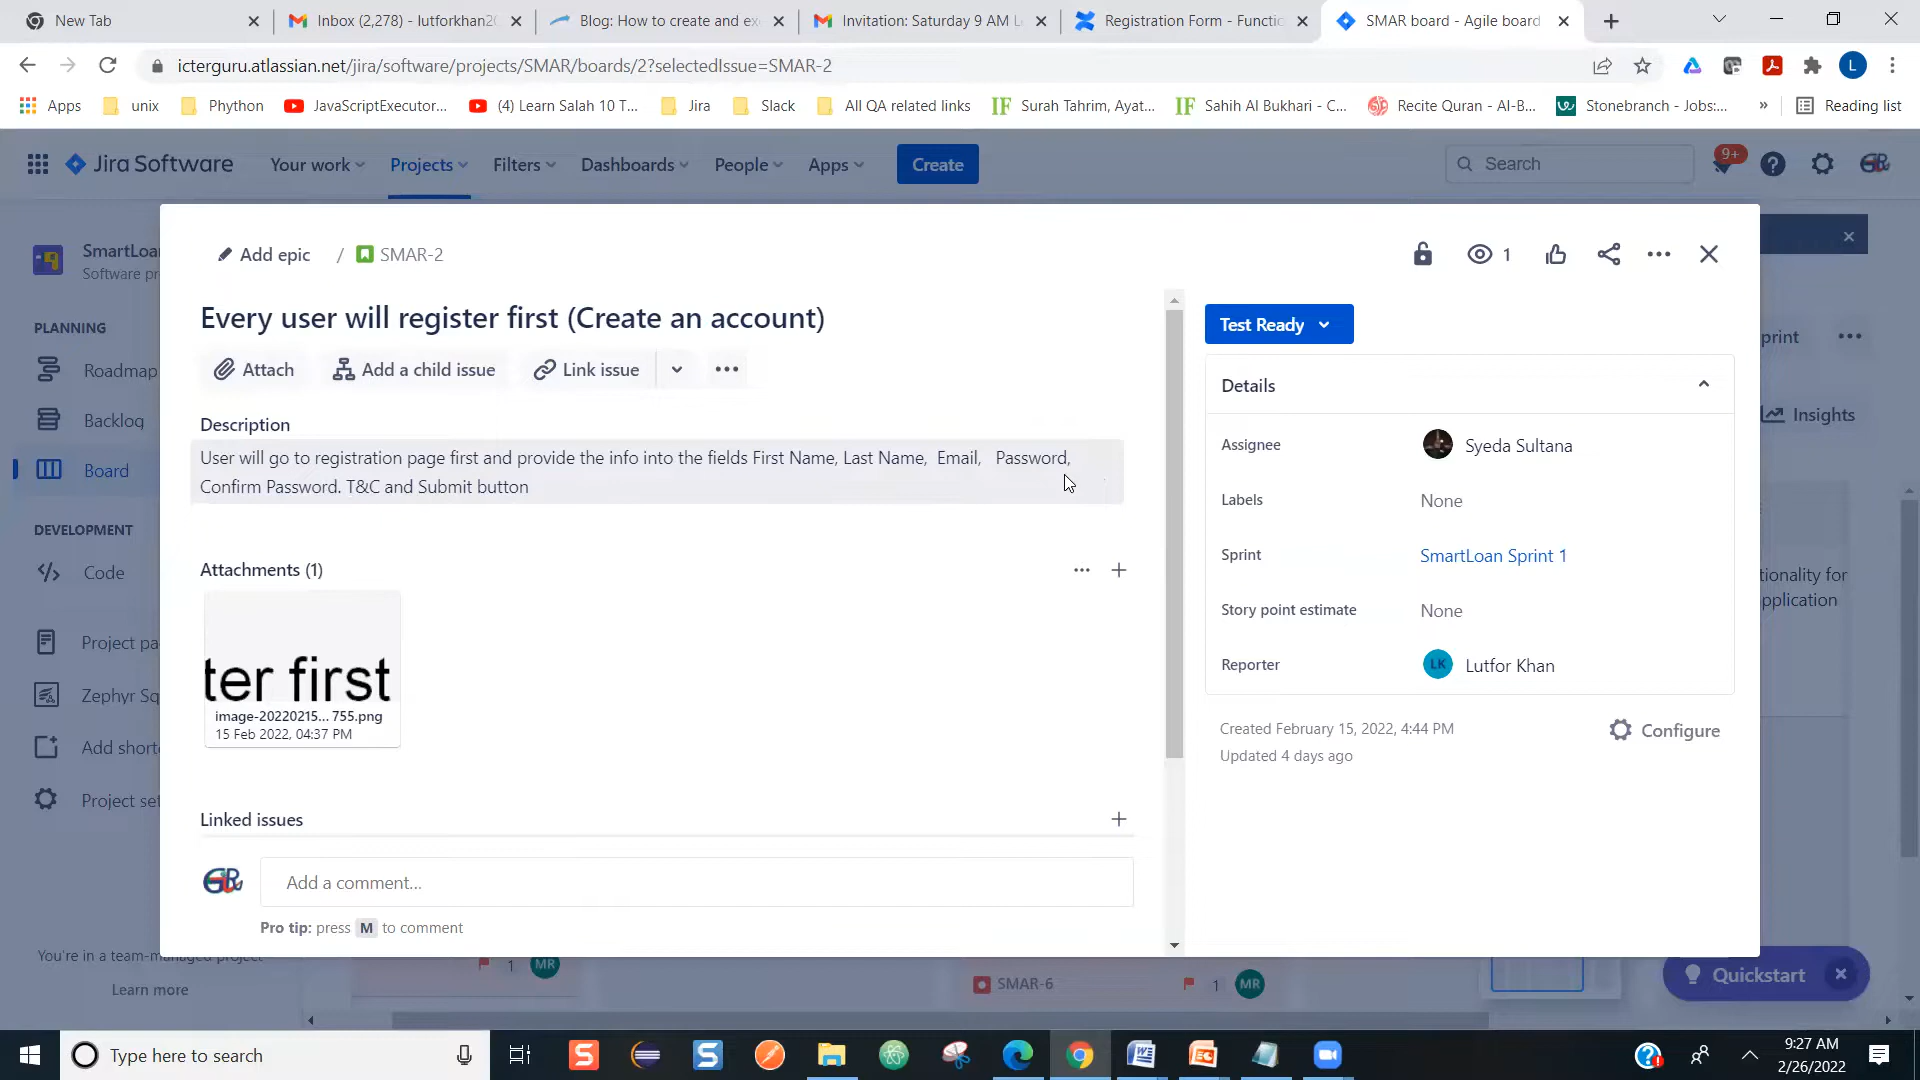 New Tab
Inbox (2,278) - lutforkhan20
Blog: How to create and exe
Invitation: Saturday 9 AM Le
Registration Form - Functio
SMAR board - Agile board
icterguru.atlassian.net/jira/software/projects/SMAR/boards/2?selectedIssue=SMAR-2
L
Apps
unix
Phython
JavaScriptExecutor...
(4) Learn Salah 10 T...
Jira
Slack
All QA related links
IF Surah Tahrim, Ayat...
IF Sahih Al Bukhari - C...
Recite Quran - Al-B...
Stonebranch - Jobs:...
»
Reading list
Jira Software
Your work
Projects
Filters
Dashboards
People
Apps
Create
Search
9+
SmartLoa
Software pr
PLANNING
Roadmap
Backlog
Board
DEVELOPMENT
Code
Project pa
Zephyr Sq
Add shortc
Project set
You're in a team-managed project
Learn more
Add epic / SMAR-2
1
Every user will register first (Create an account)
Attach
Add a child issue
Link issue
Description
User will go to registration page first and provide the info into the fields First Name, Last Name, Email, Password,
Confirm Password. T&C and Submit button
Attachments (1)
ter first
image-20220215... 755.png
15 Feb 2022, 04:37 PM
Linked issues
Add a comment...
Pro tip: press M to comment
Test Ready
Details
Assignee
Syeda Sultana
Labels
None
Sprint
SmartLoan Sprint 1
Story point estimate
None
Reporter
LK Lutfor Khan
Created February 15, 2022, 4:44 PM
Updated 4 days ago
Configure
print
Insights
tionality for
pplication
1 MR
SMAR-6
1 MR
Quickstart
Type here to search
9:27 AM
2/26/2022